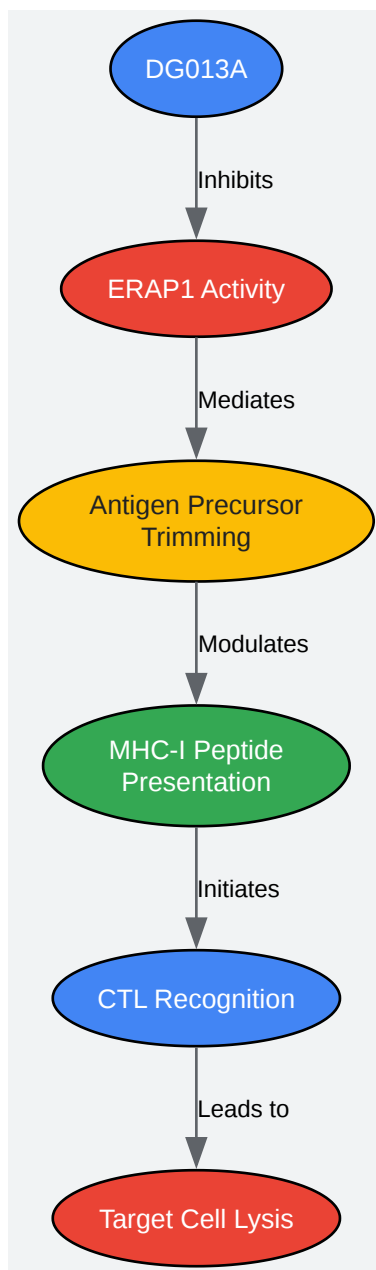 DG013A
Inhibits
ERAP1 Activity
Mediates
Antigen Precursor
Trimming
Modulates
MHC-I Peptide
Presentation
Initiates
CTL Recognition
Leads to
Target Cell Lysis